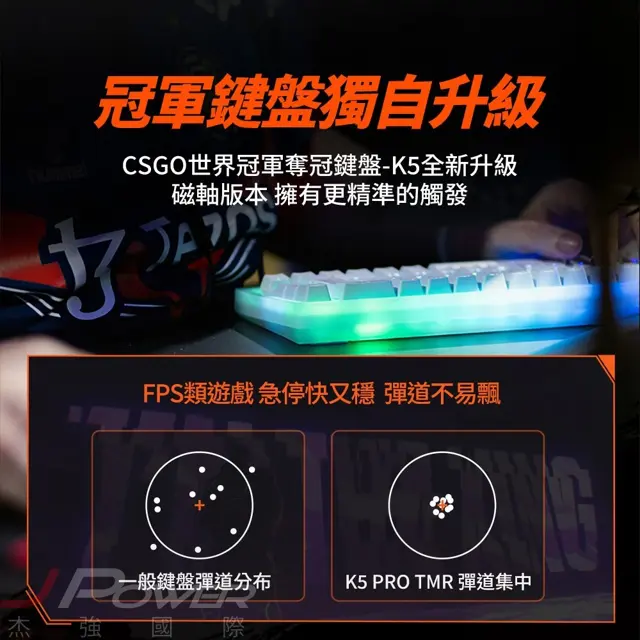 冠軍鍵盤獨自升級
CSGO世界冠軍奪冠鍵盤-K5全新升級
磁軸版本 擁有更精準的觸發
JAZDS
FPS類遊戲 急停快又穩 彈道不易飄
一般鍵盤彈道分布
K5 PRO TMR 彈道集中
JPOWER
杰強國際